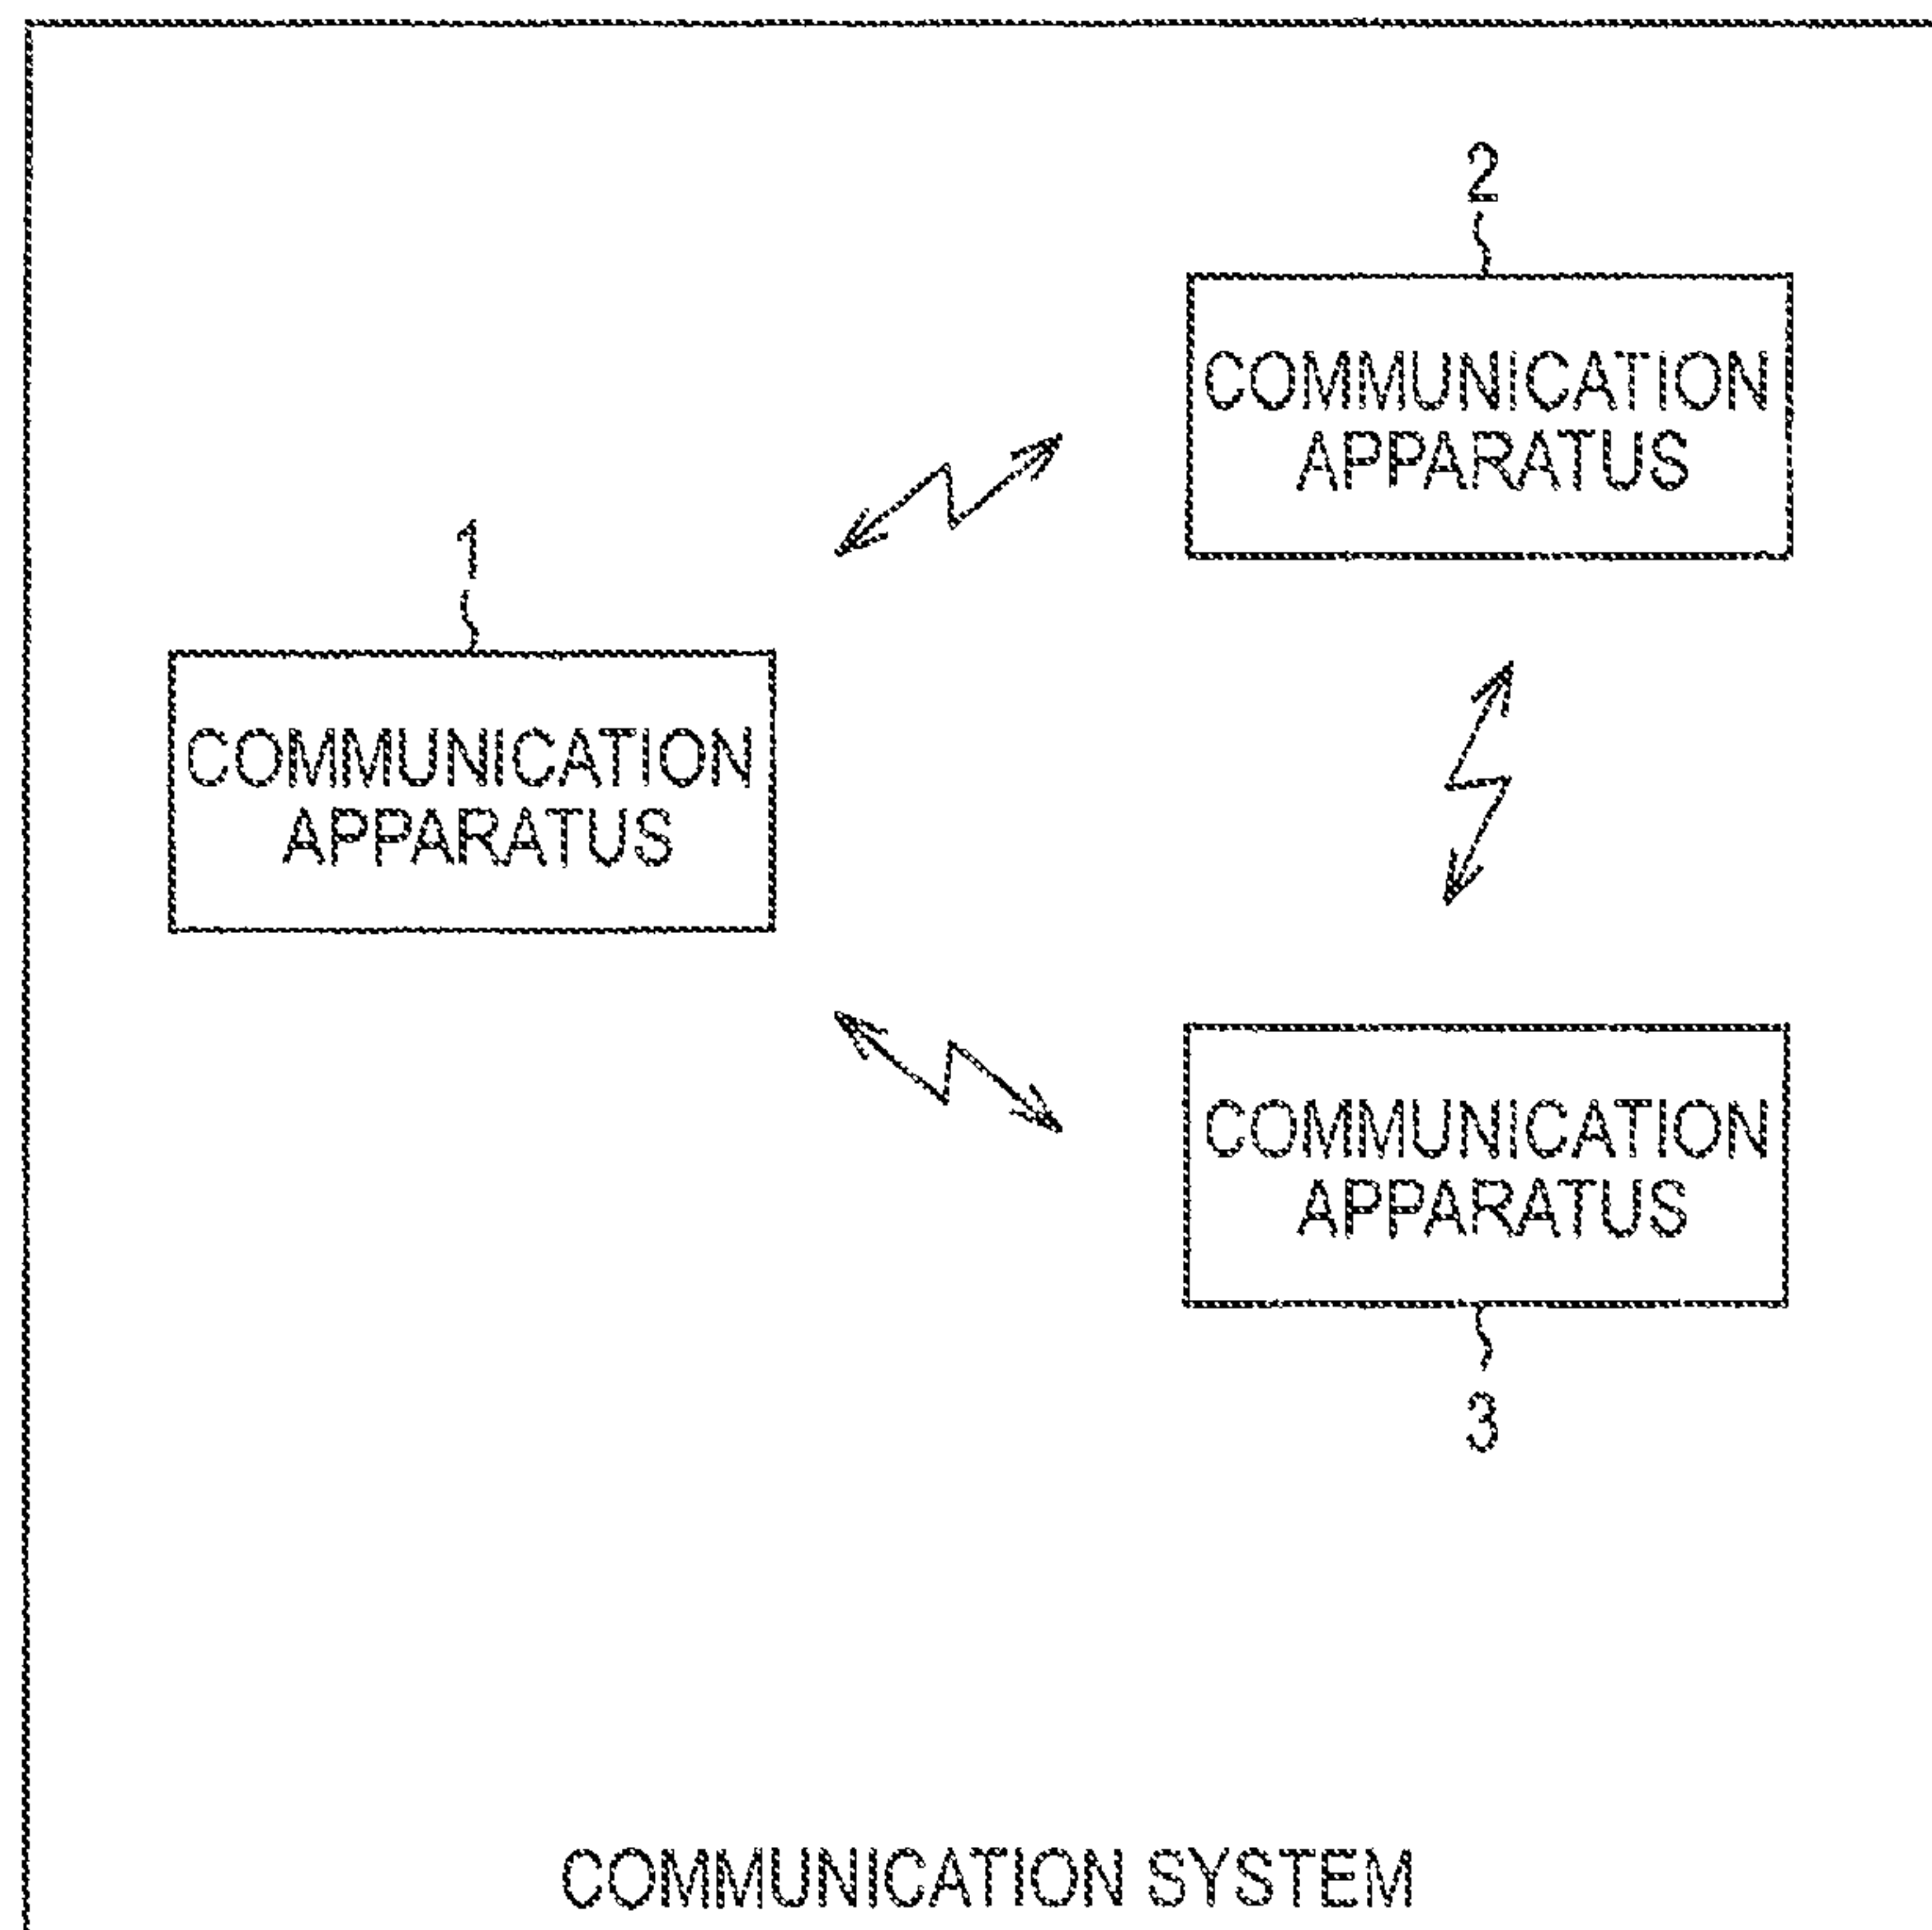 2
COMMUNICATION
APPARATUS
1
COMMUNICATION
APPARATUS
COMMUNICATION
APPARATUS
3
COMMUNICATION SYSTEM